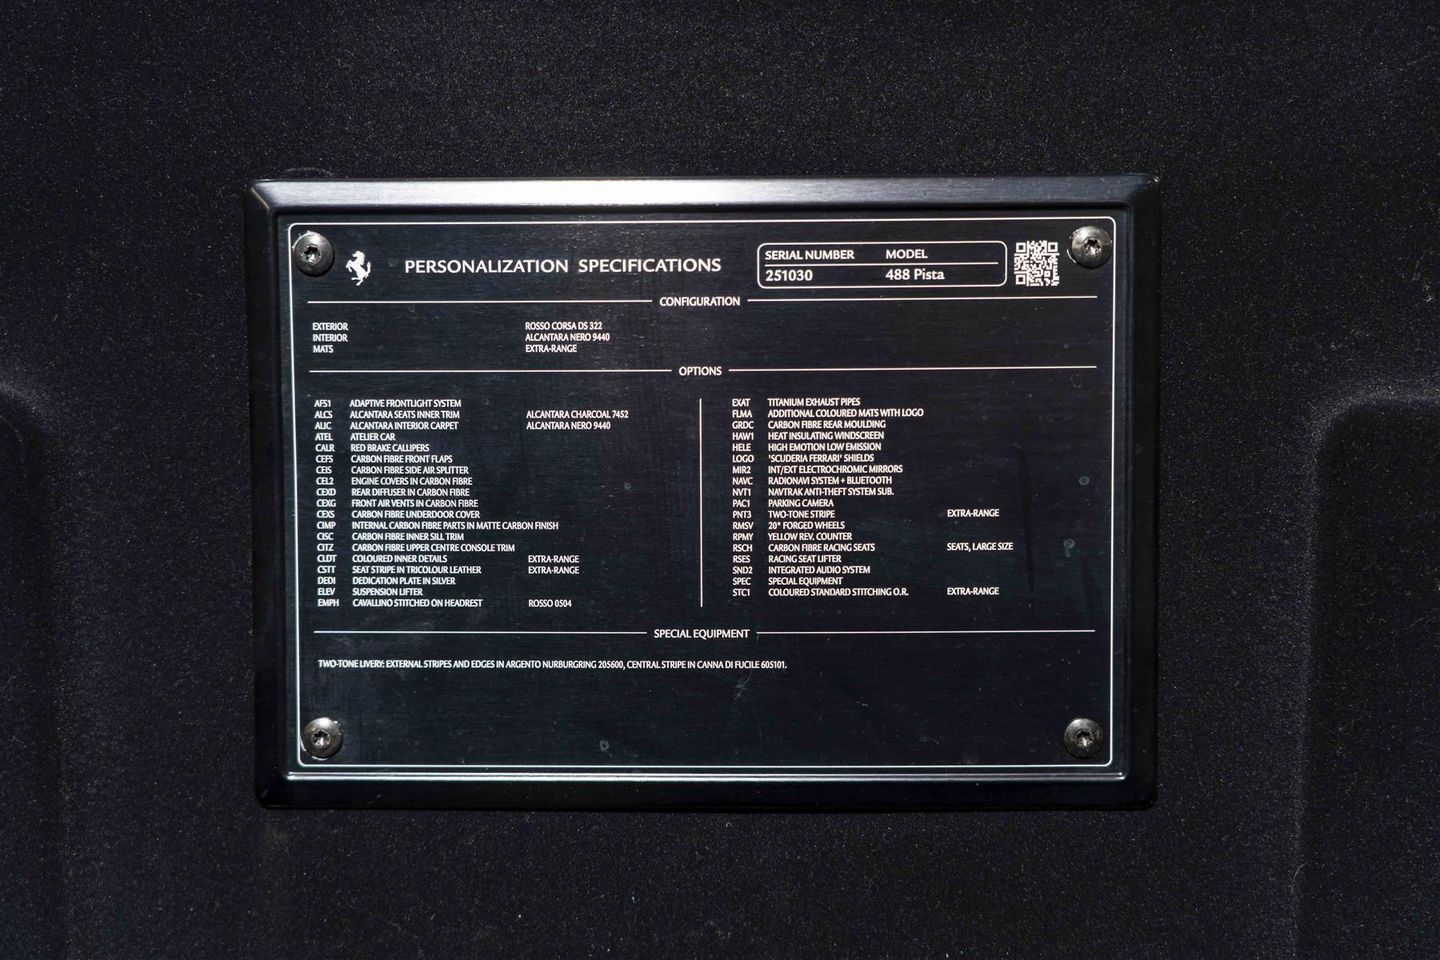 PERSONALIZATION SPECIFICATIONS
SERIAL NUMBER MODEL
251030 488 Pista
CONFIGURATION
EXTERIOR ROSSO CORSA DS 322
INTERIOR ALCANTARA NERO 9440
MATS EXTRA-RANGE
OPTIONS
AFS1 ADAPTIVE FRONTLIGHT SYSTEM
ALCS ALCANTARA SEATS INNER TRIM ALCANTARA CHARCOAL 7452
ALIC ALCANTARA INTERIOR CARPET ALCANTARA NERO 9440
ATEL ATELIER CAR
CALR RED BRAKE CALLIPERS
CEFS CARBON FIBRE FRONT FLAPS
CEIS CARBON FIBRE SIDE AIR SPLITTER
CEL2 ENGINE COVERS IN CARBON FIBRE
CEXD REAR DIFFUSER IN CARBON FIBRE
CEXG FRONT AIR VENTS IN CARBON FIBRE
CEXS CARBON FIBRE UNDERDOOR COVER
CIMP INTERNAL CARBON FIBRE PARTS IN MATTE CARBON FINISH
CISC CARBON FIBRE INNER SILL TRIM
CITZ CARBON FIBRE UPPER CENTRE CONSOLE TRIM
CLDT COLOURED INNER DETAILS EXTRA-RANGE
CSTT SEAT STRIPE IN TRICOLOUR LEATHER EXTRA-RANGE
DEDI DEDICATION PLATE IN SILVER
ELEV SUSPENSION LIFTER
EMPH CAVALLINO STITCHED ON HEADREST ROSSO 0504
EXAT TITANIUM EXHAUST PIPES
FLMA ADDITIONAL COLOURED MATS WITH LOGO
GRDC CARBON FIBRE REAR MOULDING
HAW1 HEAT INSULATING WINDSCREEN
HELE HIGH EMOTION LOW EMISSION
LOGO 'SCUDERIA FERRARI' SHIELDS
MIR2 INT/EXT ELECTROCHROMIC MIRRORS
NAVC RADIONAVI SYSTEM + BLUETOOTH
NVT1 NAVTRAK ANTI-THEFT SYSTEM SUB.
PAC1 PARKING CAMERA
PNT3 TWO-TONE STRIPE EXTRA-RANGE
RMSV 20" FORGED WHEELS
RPMY YELLOW REV. COUNTER
RSCH CARBON FIBRE RACING SEATS SEATS, LARGE SIZE
RSES RACING SEAT LIFTER
SND2 INTEGRATED AUDIO SYSTEM
SPEC SPECIAL EQUIPMENT
STC1 COLOURED STANDARD STITCHING O.R. EXTRA-RANGE
SPECIAL EQUIPMENT
TWO-TONE LIVERY: EXTERNAL STRIPES AND EDGES IN ARGENTO NURBURGRING 205600, CENTRAL STRIPE IN CANNA DI FUCILE 605101.